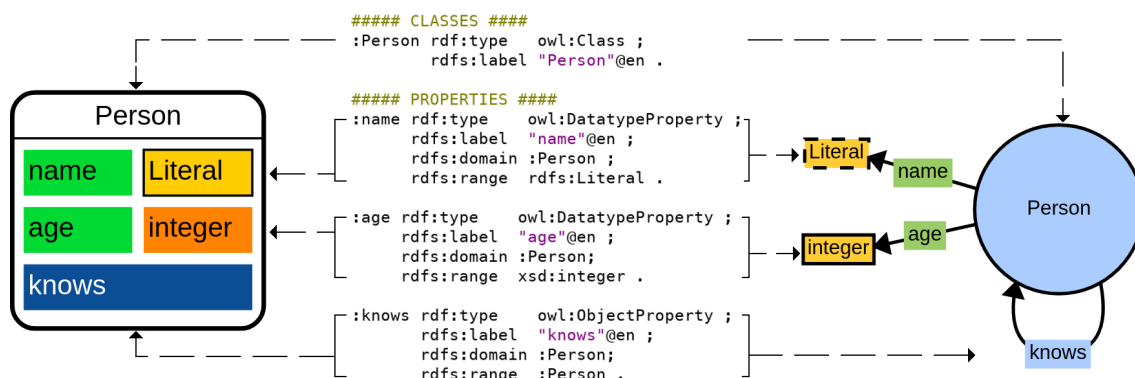 ##### CLASSES ####
:Person rdf:type owl:Class ;
rdfs:label "Person"@en .
##### PROPERTIES ####
:name rdf:type owl:DatatypeProperty ;
rdfs:label "name"@en ;
rdfs:domain :Person ;
rdfs:range rdfs:Literal .
:age rdf:type owl:DatatypeProperty ;
rdfs:label "age"@en ;
rdfs:domain :Person;
rdfs:range xsd:integer .
:knows rdf:type owl:ObjectProperty ;
rdfs:label "knows"@en ;
rdfs:domain :Person;
rdfs:range :Person .
Person
name Literal
age integer
knows
Literal
name
Person
age
integer
knows